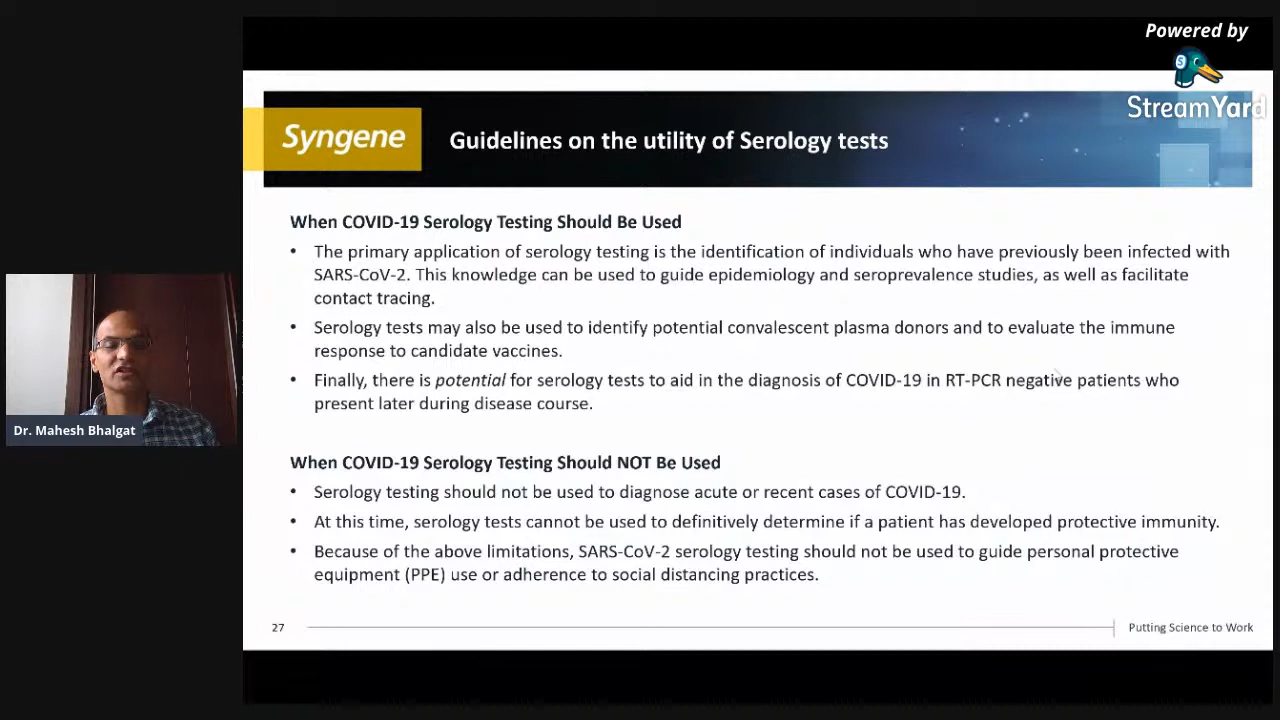 Powered by
StreamYard
Syngene
Guidelines on the utility of Serology tests
When COVID-19 Serology Testing Should Be Used
• The primary application of serology testing is the identification of individuals who have previously been infected with
SARS-CoV-2. This knowledge can be used to guide epidemiology and seroprevalence studies, as well as facilitate
contact tracing.
• Serology tests may also be used to identify potential convalescent plasma donors and to evaluate the immune
response to candidate vaccines.
• Finally, there is potential for serology tests to aid in the diagnosis of COVID-19 in RT-PCR negative patients who
present later during disease course.
Dr. Mahesh Bhalgat
When COVID-19 Serology Testing Should NOT Be Used
• Serology testing should not be used to diagnose acute or recent cases of COVID-19.
• At this time, serology tests cannot be used to definitively determine if a patient has developed protective immunity.
• Because of the above limitations, SARS-CoV-2 serology testing should not be used to guide personal protective
equipment (PPE) use or adherence to social distancing practices.
27
Putting Science to Work